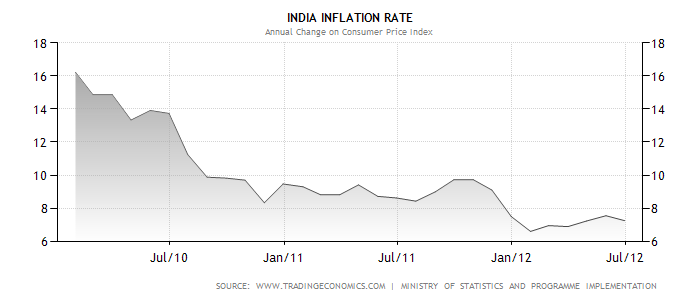 INDIA INFLATION RATE
Annual Change on Consumer Price Index
18 18
16 16
14 14
12 12
10 10
8 8
6 6
Jul/10 Jan/11 Jul/11 Jan/12 Jul/12
SOURCE: WWW.TRADINGECONOMICS.COM | MINISTRY OF STATISTICS AND PROGRAMME IMPLEMENTATION